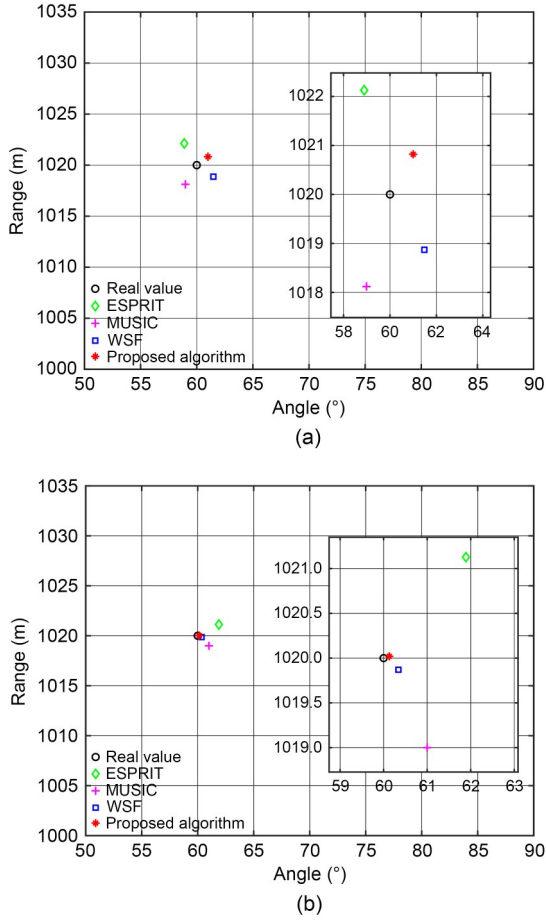 1035
1030
1025
1020
1015
1010
1005
1000
Range (m)
1022
1021
1020
1019
1018
58 60 62 64
Real value
ESPRIT
MUSIC
WSF
Proposed algorithm
50 55 60 65 70 75 80 85 90
Angle (°)
(a)
1035
1030
1025
1020
1015
1010
1005
1000
Range (m)
1021.0
1020.5
1020.0
1019.5
1019.0
59 60 61 62 63
Real value
ESPRIT
MUSIC
WSF
Proposed algorithm
50 55 60 65 70 75 80 85 90
Angle (°)
(b)